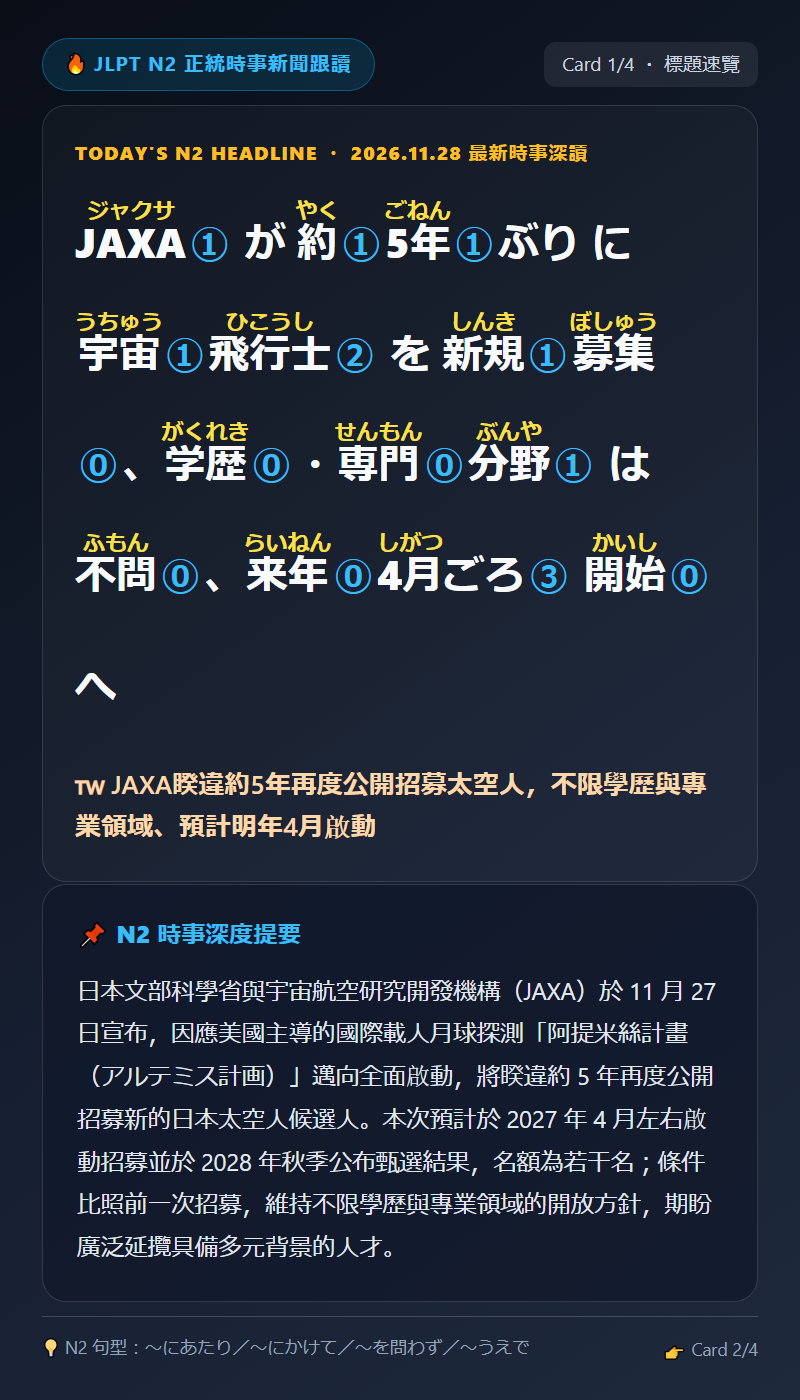 🔥 JLPT N2 正統時事新聞跟讀
Card 1/4 · 標題速覽
TODAY'S N2 HEADLINE · 2026.11.28 最新時事深讀
ジャクサ やく ごねん
JAXA① が 約①5年①ぶり に
うちゅう ひこうし しんき ぼしゅう
宇宙①飛行士② を 新規①募集
がくれき せんもん ぶんや
⓪、学歴⓪・専門⓪分野① は
ふもん らいねん しがつ かいし
不問⓪、来年⓪4月ごろ③ 開始⓪
へ
TW JAXA睽違約5年再度公開招募太空人，不限學歷與專
業領域、預計明年4月啟動
📌 N2 時事深度提要
日本文部科學省與宇宙航空研究開發機構（JAXA）於 11 月 27
日宣布，因應美國主導的國際載人月球探測「阿提米絲計畫
（アルテミス計画）」邁向全面啟動，將睽違約 5 年再度公開
招募新的日本太空人候選人。本次預計於 2027 年 4 月左右啟
動招募並於 2028 年秋季公布甄選結果，名額為若干名；條件
比照前一次招募，維持不限學歷與專業領域的開放方針，期盼
廣泛延攬具備多元背景的人才。
💡 N2 句型：～にあたり／～にかけて／～を問わず／～うえで
👉 Card 2/4